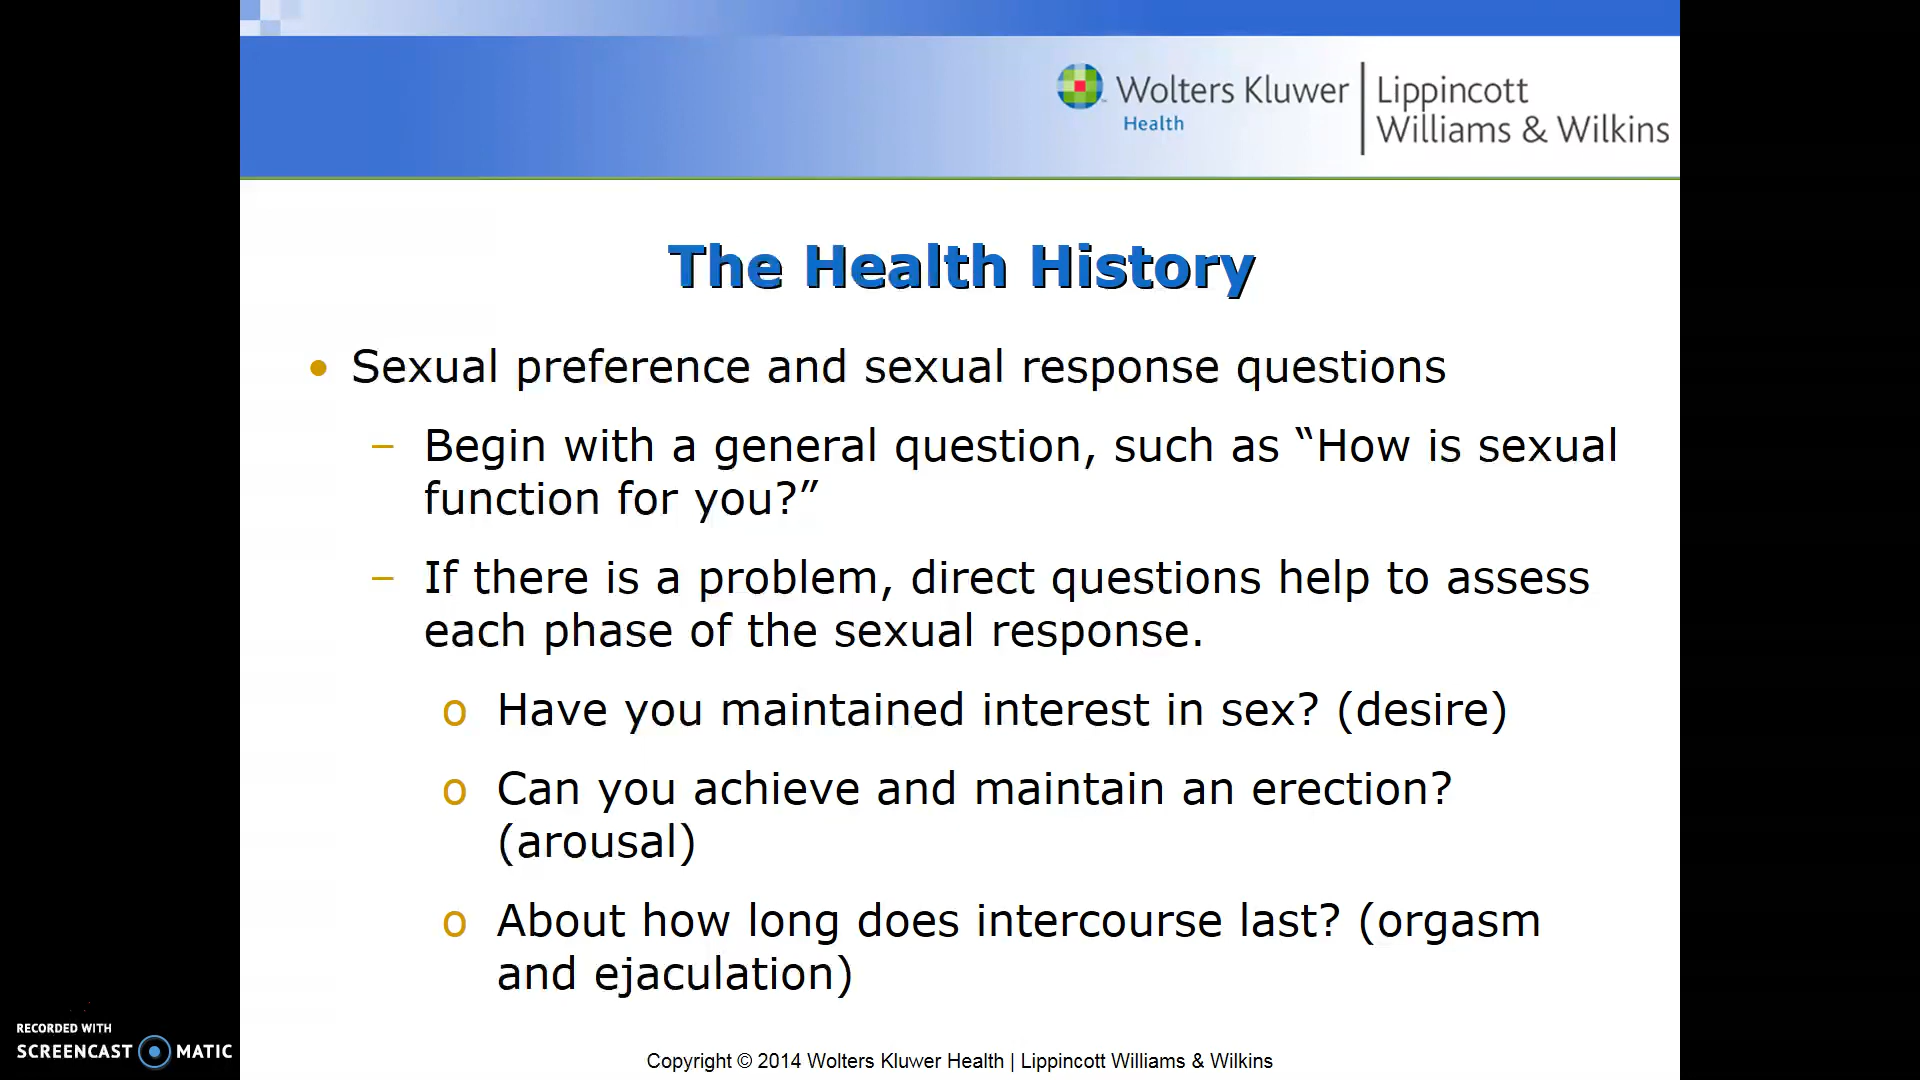 Wolters Kluwer
Health
Lippincott
Williams & Wilkins
The Health History
• Sexual preference and sexual response questions
– Begin with a general question, such as “How is sexual
function for you?”
– If there is a problem, direct questions help to assess
each phase of the sexual response.
o Have you maintained interest in sex? (desire)
o Can you achieve and maintain an erection?
(arousal)
o About how long does intercourse last? (orgasm
and ejaculation)
RECORDED WITH
SCREENCAST MATIC
Copyright © 2014 Wolters Kluwer Health | Lippincott Williams & Wilkins